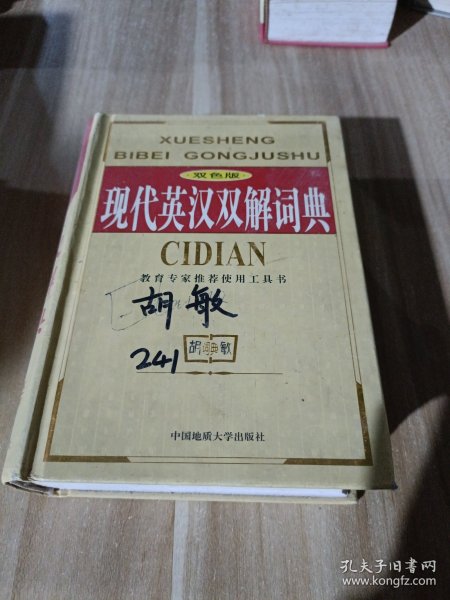 XUESHENG
BIBEI GONGJUSHU
·双色版·
现代英汉双解词典
CIDIAN
教育专家推荐使用工具书
胡敏
241
胡词典敏
中国地质大学出版社
孔夫子旧书网
www.kongfz.com